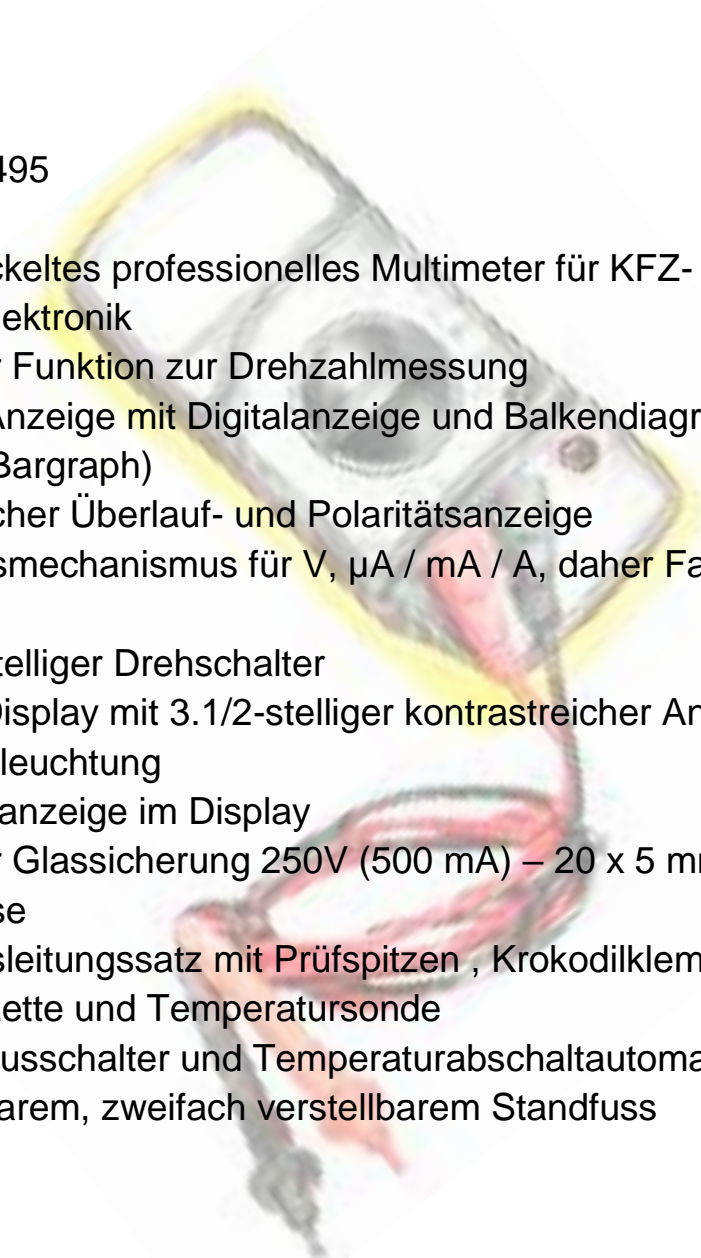 495
ckeltes professionelles Multimeter für KFZ-
lektronik
r Funktion zur Drehzahlmessung
Anzeige mit Digitalanzeige und Balkendiagr
Bargraph)
cher Überlauf- und Polaritätsanzeige
smechanismus für V, µA / mA / A, daher Fa
telliger Drehschalter
Display mit 3.1/2-stelliger kontrastreicher An
leuchtung
anzeige im Display
r Glassicherung 250V (500 mA) – 20 x 5 m
se
sleitungssatz mit Prüfspitzen , Krokodilklem
ette und Temperatursonde
usschalter und Temperaturabschaltautoma
arem, zweifach verstellbarem Standfuss